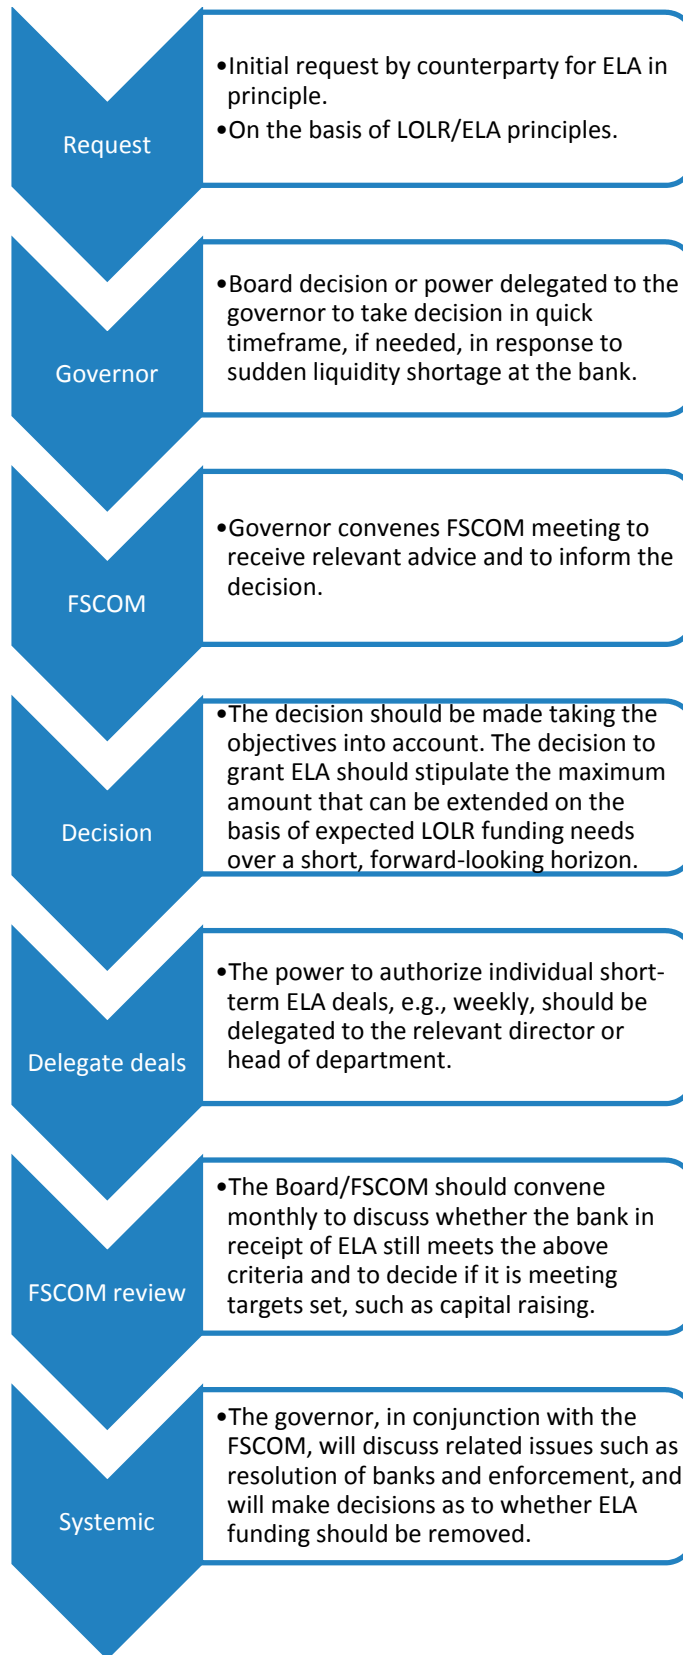 Request
•Initial request by counterparty for ELA in
principle.
•On the basis of LOLR/ELA principles.
Governor
•Board decision or power delegated to the
governor to take decision in quick
timeframe, if needed, in response to
sudden liquidity shortage at the bank.
FSCOM
•Governor convenes FSCOM meeting to
receive relevant advice and to inform the
decision.
Decision
•The decision should be made taking the
objectives into account. The decision to
grant ELA should stipulate the maximum
amount that can be extended on the
basis of expected LOLR funding needs
over a short, forward-looking horizon.
Delegate deals
•The power to authorize individual short-
term ELA deals, e.g., weekly, should be
delegated to the relevant director or
head of department.
FSCOM review
•The Board/FSCOM should convene
monthly to discuss whether the bank in
receipt of ELA still meets the above
criteria and to decide if it is meeting
targets set, such as capital raising.
Systemic
•The governor, in conjunction with the
FSCOM, will discuss related issues such as
resolution of banks and enforcement, and
will make decisions as to whether ELA
funding should be removed.